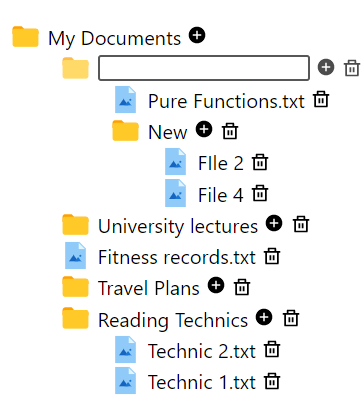 My Documents
Pure Functions.txt
New
FIle 2
File 4
University lectures
Fitness records.txt
Travel Plans
Reading Technics
Technic 2.txt
Technic 1.txt